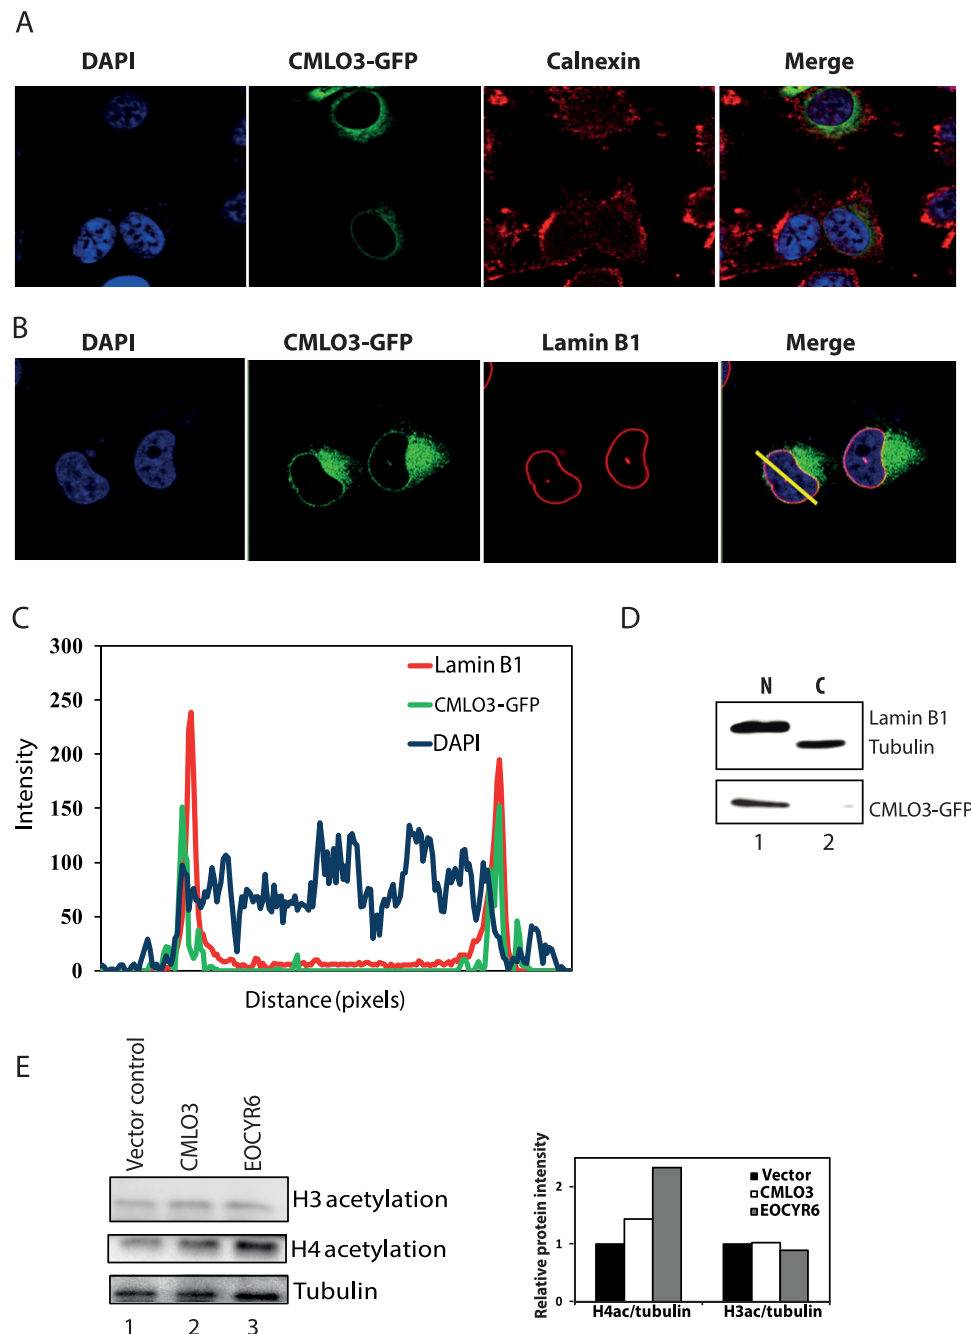 A
DAPI CMLO3-GFP Calnexin Merge
B
DAPI CMLO3-GFP Lamin B1 Merge
C
300
250
200
150
100
50
0
Intensity
Distance (pixels)
Lamin B1
CMLO3-GFP
DAPI
D
N C
Lamin B1
Tubulin
CMLO3-GFP
1 2
E
Vector control
CMLO3
EOCYR6
H3 acetylation
H4 acetylation
Tubulin
1 2 3
Relative protein intensity
2
1
0
Vector
CMLO3
EOCYR6
H4ac/tubulin H3ac/tubulin